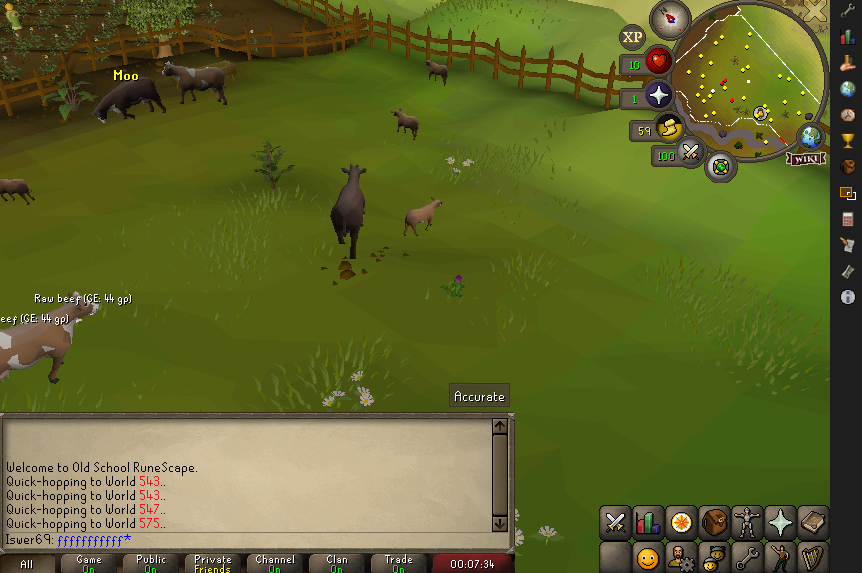 Moo
XP
10
1
59
100
WIKI
Raw beef (GE: 44 gp)
eef (GE: 44 gp)
Accurate
Welcome to Old School RuneScape.
Quick-hopping to World 543..
Quick-hopping to World 543..
Quick-hopping to World 547..
Quick-hopping to World 575..
Iswer69: fffffffffff*
All
Game
On
Public
On
Private
Friends
Channel
On
Clan
On
Trade
On
00:07:34